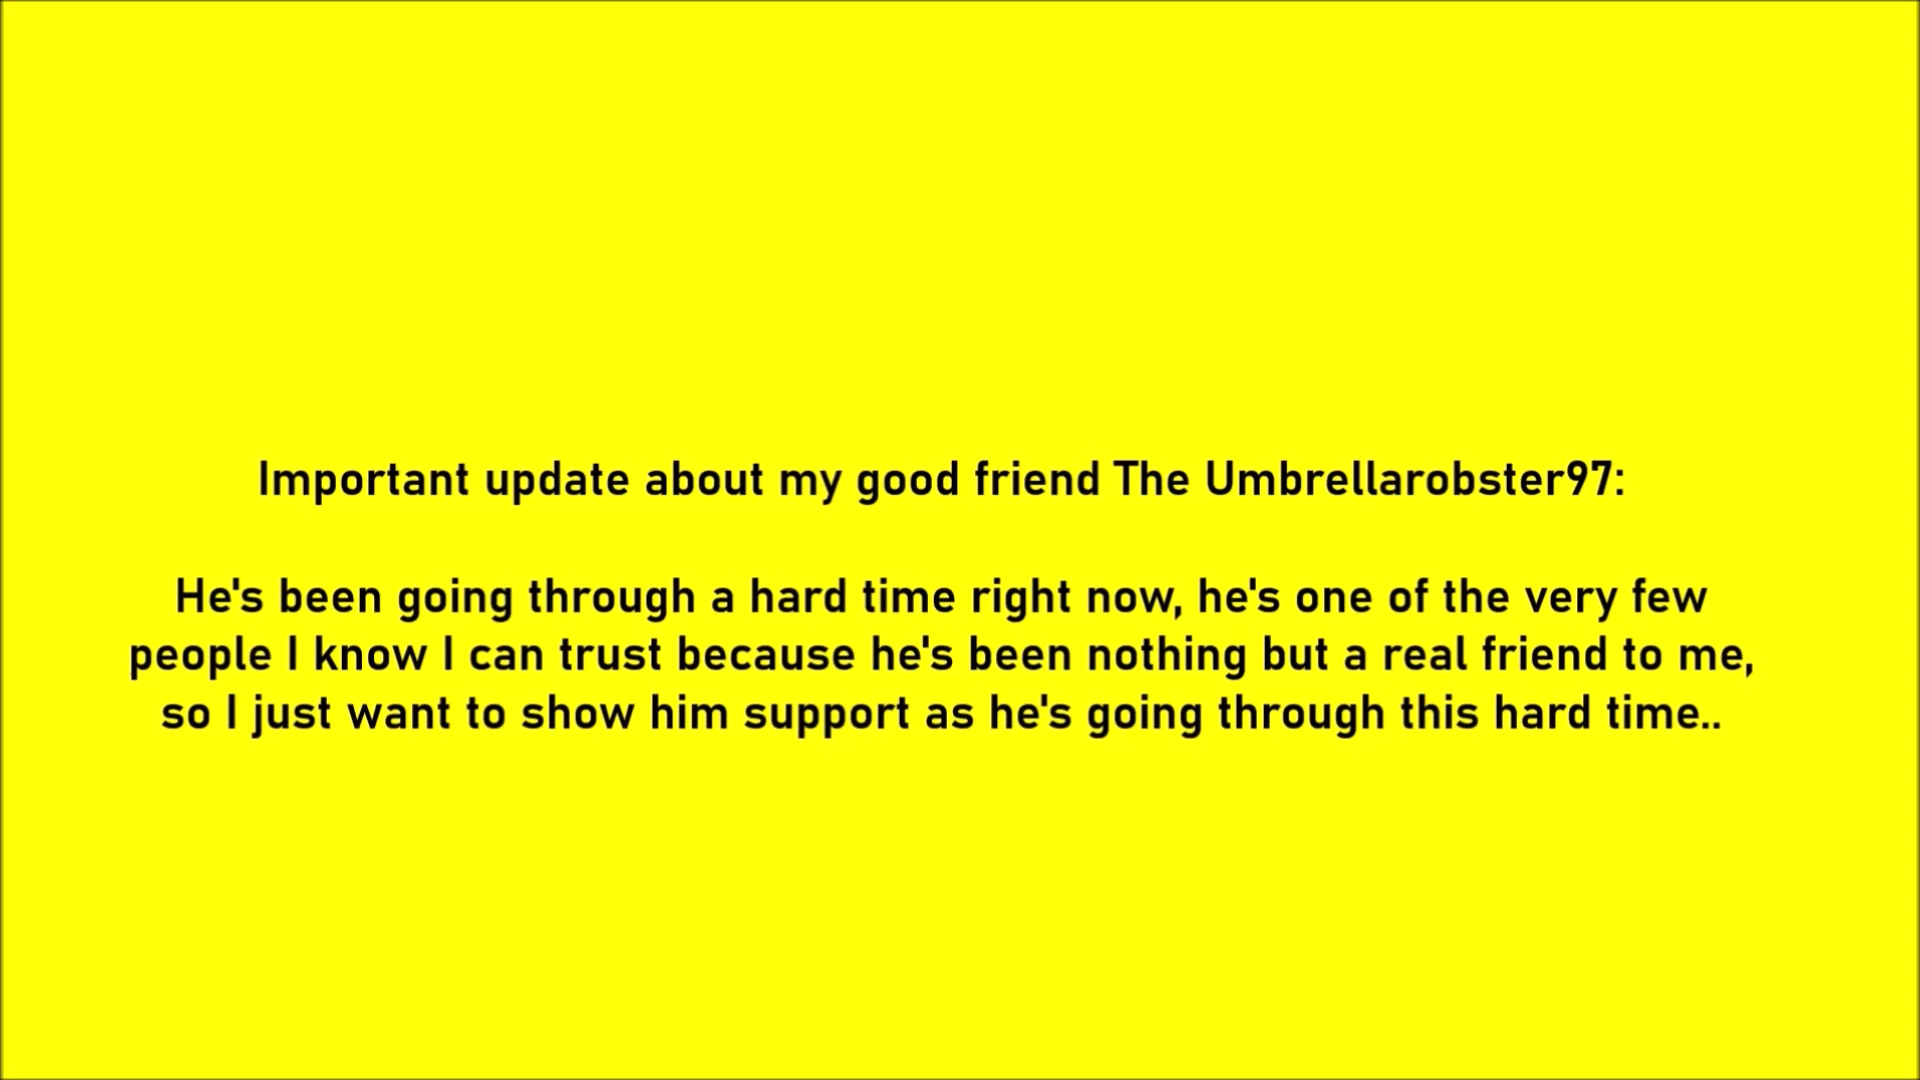 Important update about my good friend The Umbrellarobster97:
He's been going through a hard time right now, he's one of the very few
people I know I can trust because he's been nothing but a real friend to me,
so I just want to show him support as he's going through this hard time..